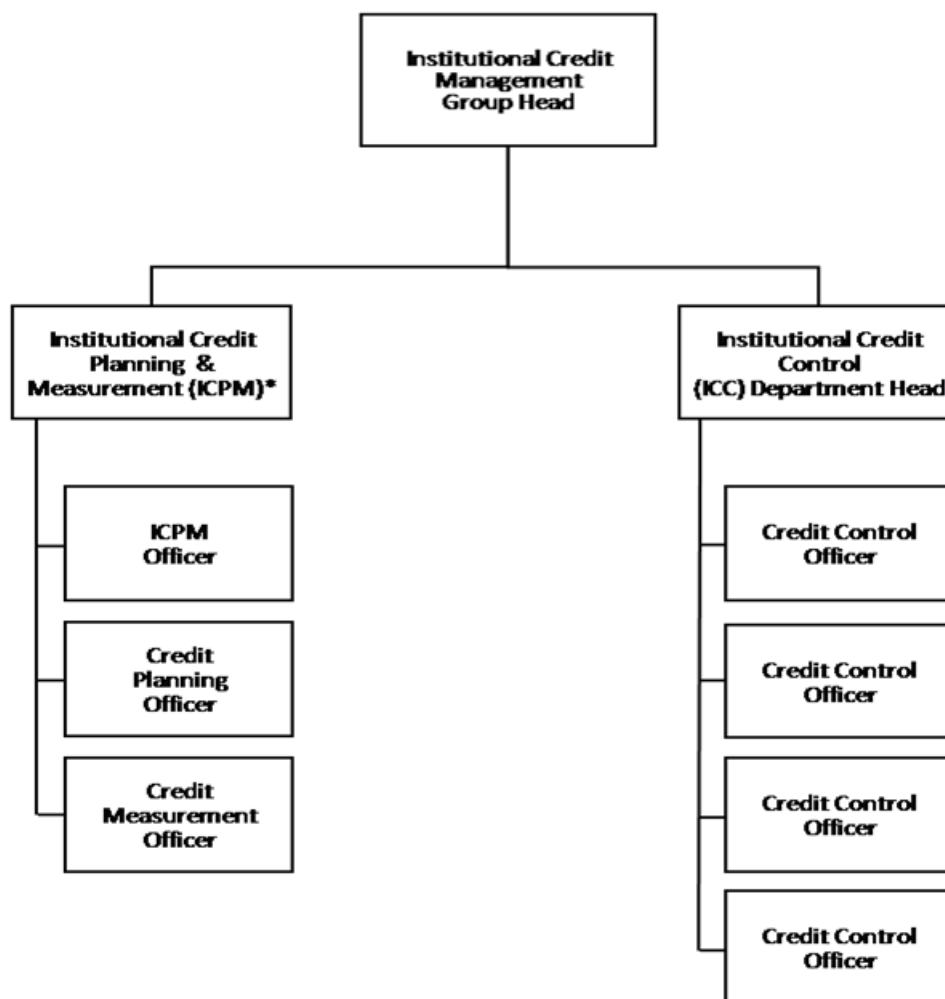 Institutional Credit
Management
Group Head
Institutional Credit
Planning &
Measurement (ICPM)*
Institutional Credit
Control
(ICC) Department Head
ICPM
Officer
Credit
Planning
Officer
Credit
Measurement
Officer
Credit Control
Officer
Credit Control
Officer
Credit Control
Officer
Credit Control
Officer